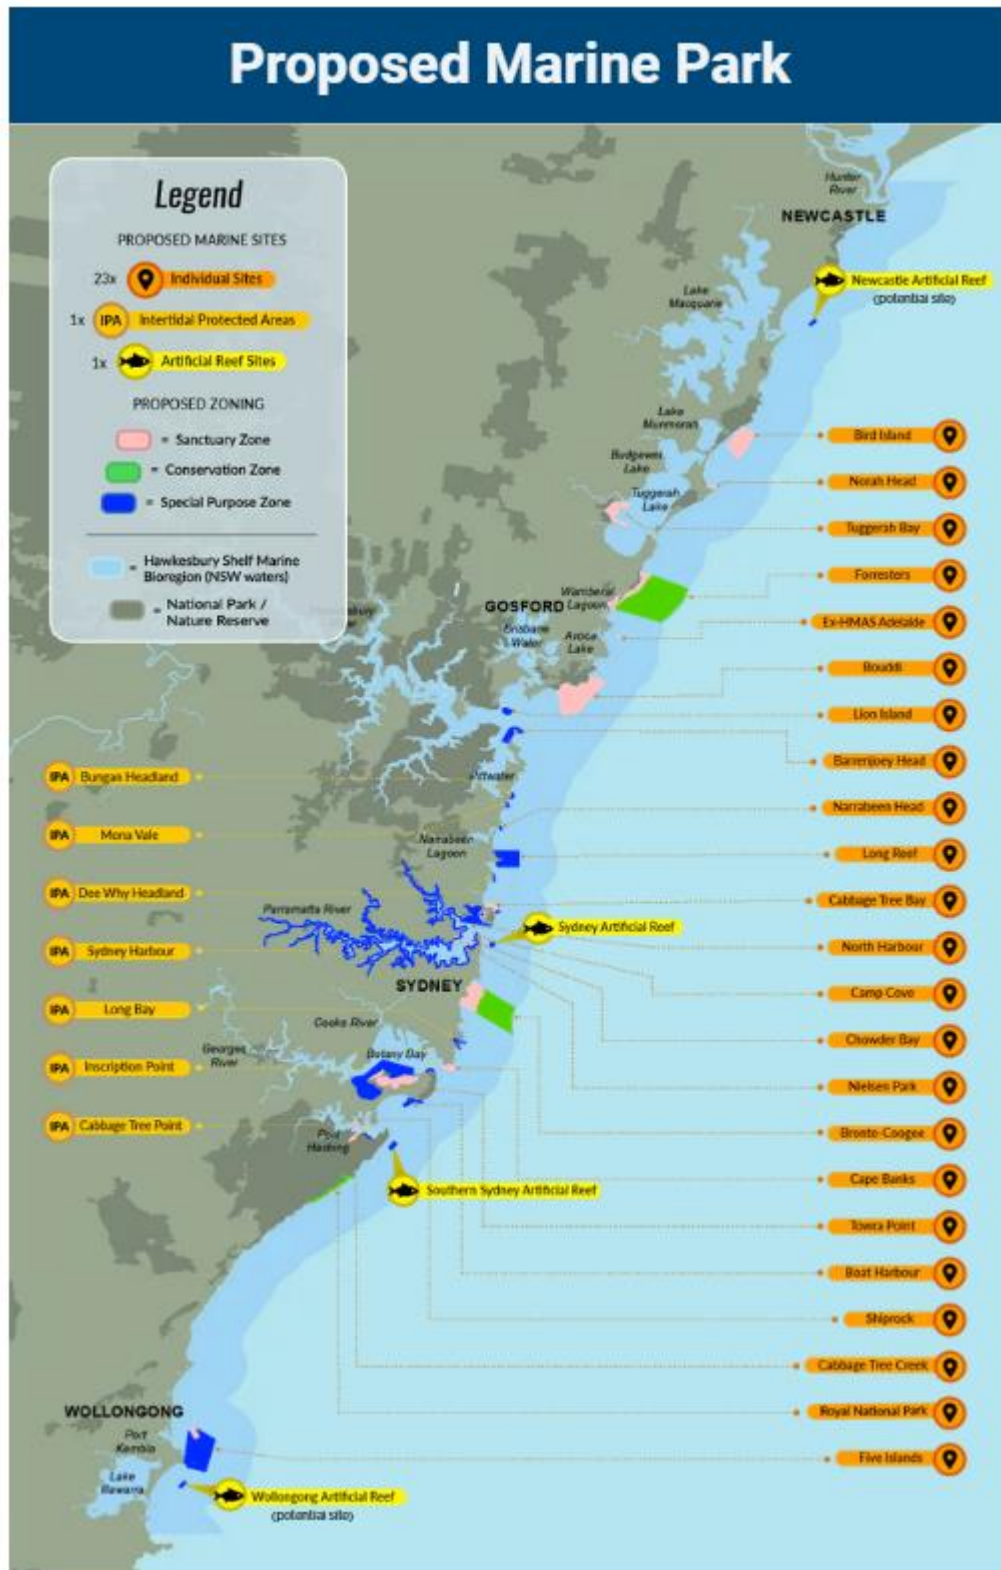 Proposed Marine Park
Legend
PROPOSED MARINE SITES
23x Individual Sites
1x IPA Intertidal Protected Areas
1x Artificial Reef Sites
PROPOSED ZONING
= Sanctuary Zone
= Conservation Zone
= Special Purpose Zone
= Hawkesbury Shelf Marine
Bioregion (NSW waters)
= National Park /
Nature Reserve
Hunter
River
NEWCASTLE
Newcastle Artificial Reef
(potential site)
Lake
Macquarie
Lake
Munmorah
Budgewoi
Lake
Tuggerah
Lake
Wamberal
Lagoon
GOSFORD
Brisbane
Water
Avoca
Lake
Pittwater
Narrabeen
Lagoon
Parramatta River
Sydney Artificial Reef
SYDNEY
Cooks River
Georges
River
Botany Bay
Port
Hacking
Southern Sydney Artificial Reef
WOLLONGONG
Port
Kembla
Lake
Illawarra
Wollongong Artificial Reef
(potential site)
Bird Island
Norah Head
Tuggerah Bay
Forresters
Ex-HMAS Adelaide
Bouddi
Lion Island
Barrenjoey Head
Narrabeen Head
Long Reef
Cabbage Tree Bay
North Harbour
Camp Cove
Chowder Bay
Nielsen Park
Bronte-Coogee
Cape Banks
Towra Point
Boat Harbour
Shiprock
Cabbage Tree Creek
Royal National Park
Five Islands
IPA Bungan Headland
IPA Mona Vale
IPA Dee Why Headland
IPA Sydney Harbour
IPA Long Bay
IPA Inscription Point
IPA Cabbage Tree Point